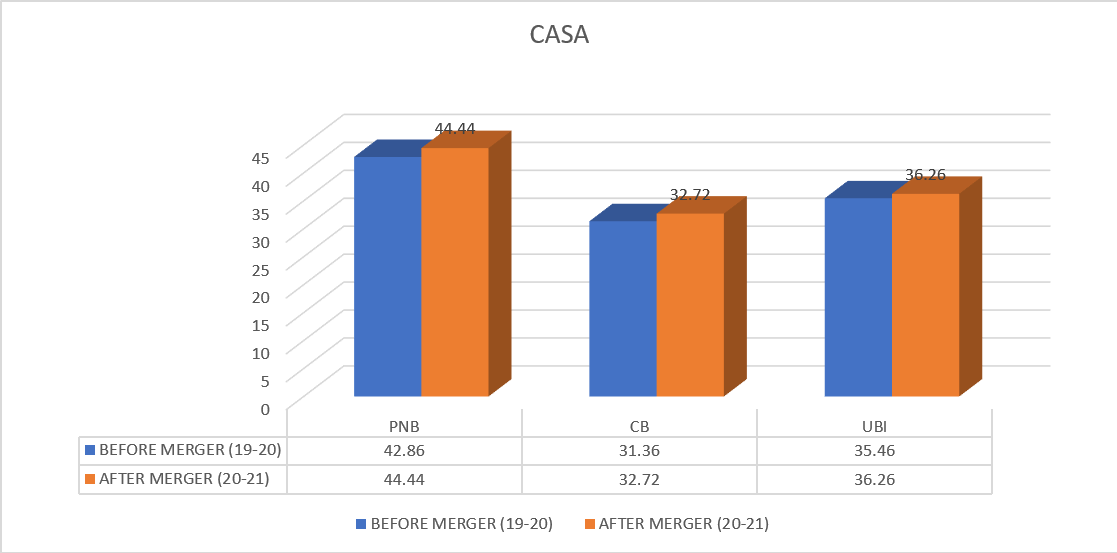 CASA
44.44
32.72
36.26
45
40
35
30
25
20
15
10
5
0
PNB CB UBI
BEFORE MERGER (19-20) 42.86 31.36 35.46
AFTER MERGER (20-21) 44.44 32.72 36.26
BEFORE MERGER (19-20) AFTER MERGER (20-21)